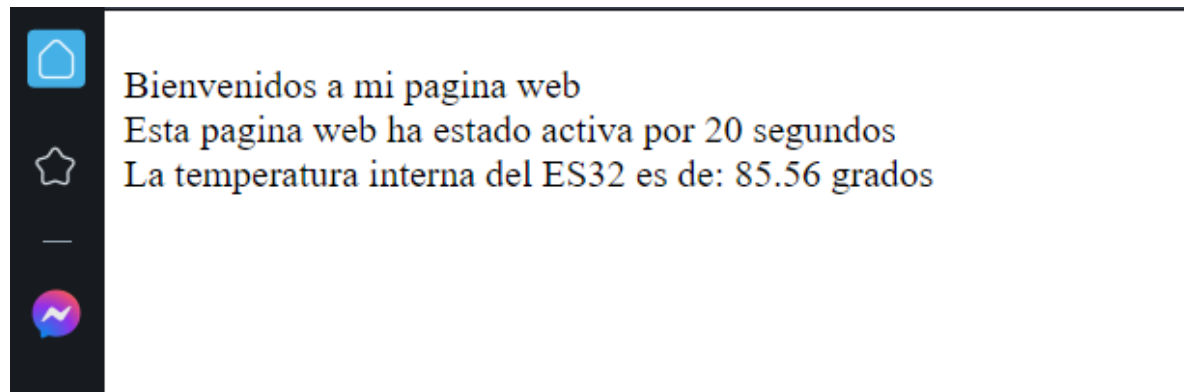 Bienvenidos a mi pagina web
Esta pagina web ha estado activa por 20 segundos
La temperatura interna del ES32 es de: 85.56 grados